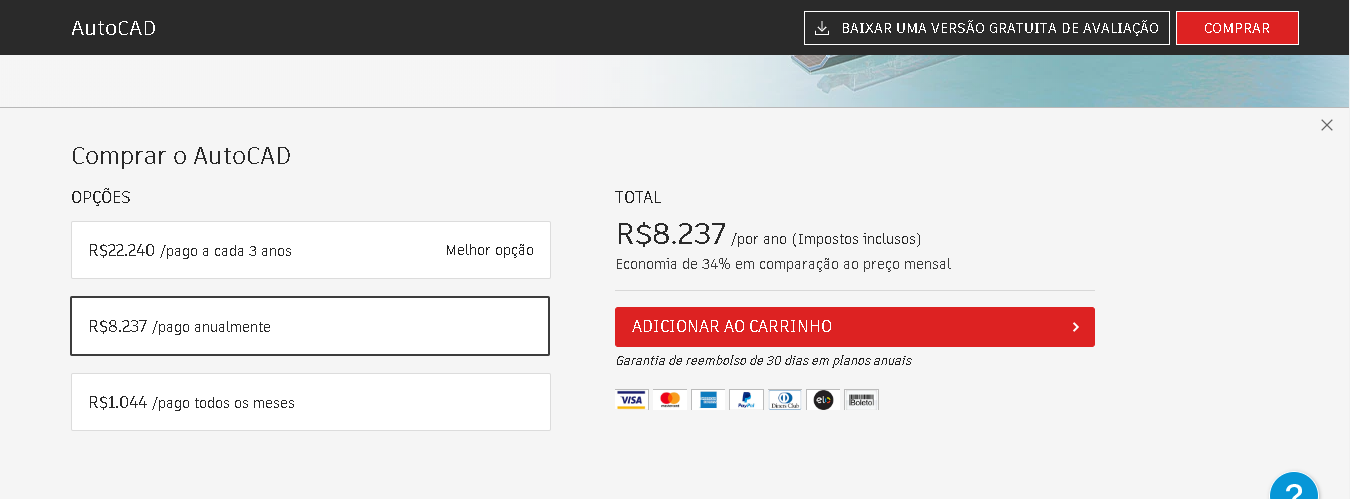 AutoCAD
BAIXAR UMA VERSÃO GRATUITA DE AVALIAÇÃO
COMPRAR
Comprar o AutoCAD
OPÇÕES
R$22.240 /pago a cada 3 anos
Melhor opção
R$8.237 /pago anualmente
R$1.044 /pago todos os meses
TOTAL
R$8.237 /por ano (Impostos inclusos)
Economia de 34% em comparação ao preço mensal
ADICIONAR AO CARRINHO
Garantia de reembolso de 30 dias em planos anuais
VISA mastercard PayPal Diners Club elo Boleto
?